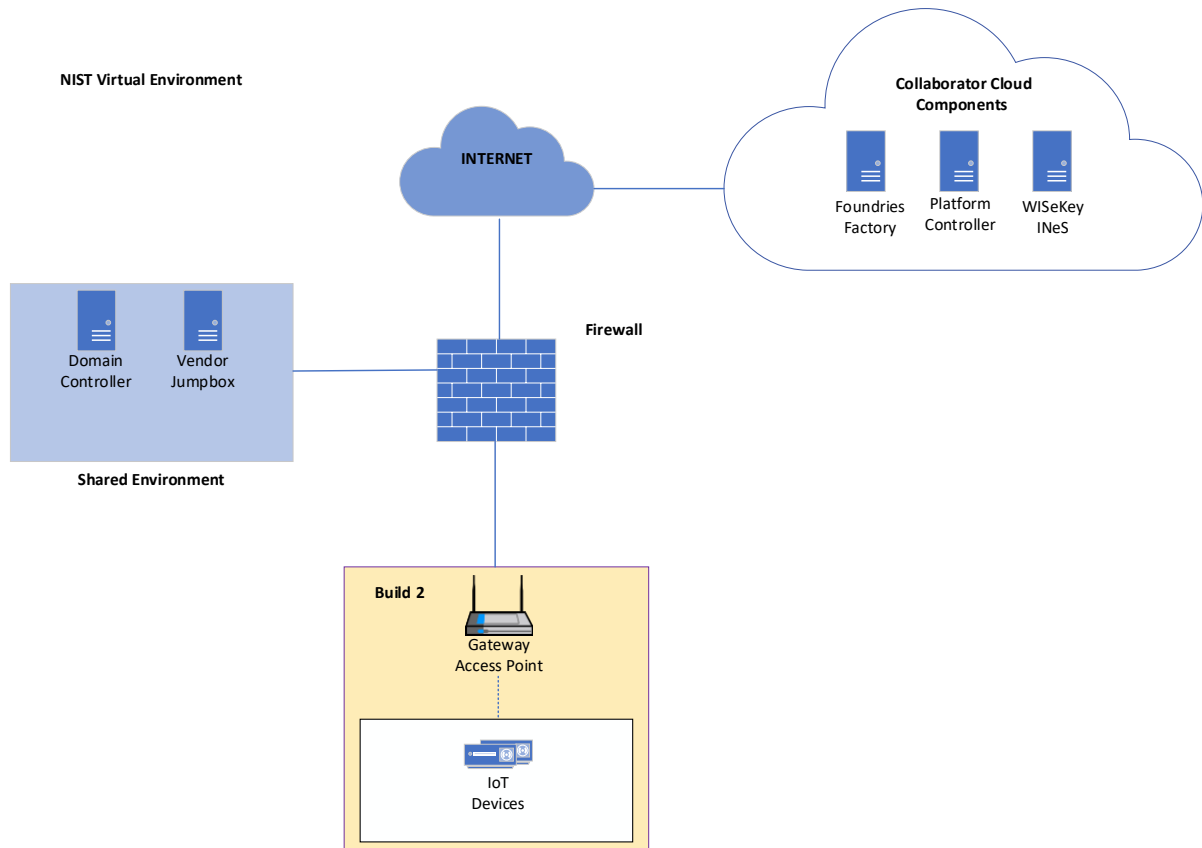 NIST Virtual Environment
Collaborator Cloud
Components
INTERNET
Foundries
Factory
Platform
Controller
WISeKey
INeS
Firewall
Domain
Controller
Vendor
Jumpbox
Shared Environment
Build 2
Gateway
Access Point
IoT
Devices